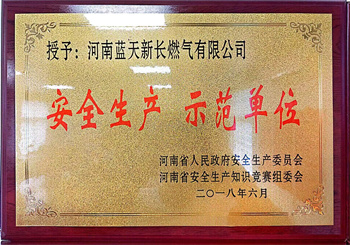 授予：河南蓝天新长燃气有限公司
安全生产 示范单位
河南省人民政府安全生产委员会
河南省安全生产知识竞赛组委会
二〇一八年六月